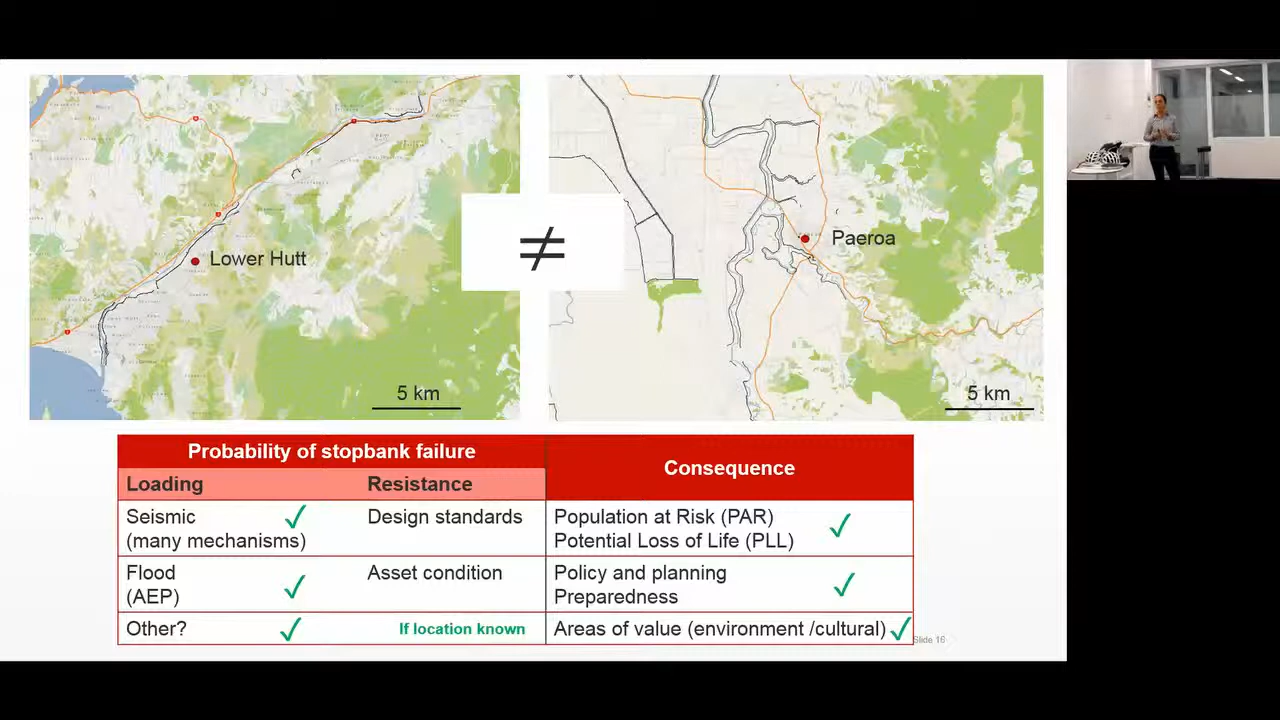 Lower Hutt
5 km
≠
Paeroa
5 km
Probability of stopbank failure
Consequence
Loading
Resistance
Seismic
(many mechanisms)
Design standards
Population at Risk (PAR)
Potential Loss of Life (PLL)
Flood
(AEP)
Asset condition
Policy and planning
Preparedness
Other?
If location known
Areas of value (environment /cultural)
Slide 16